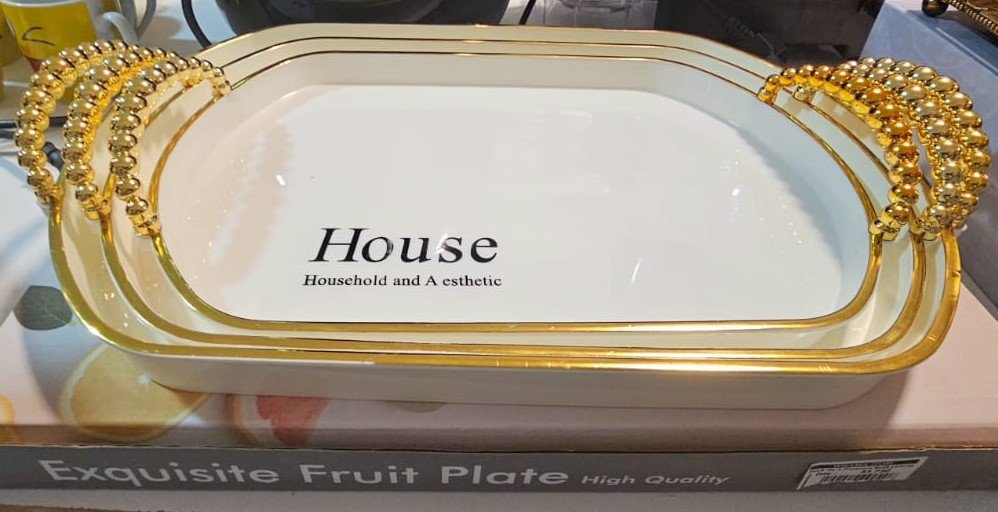 House
Household and A esthetic
Exquisite Fruit Plate High Quality